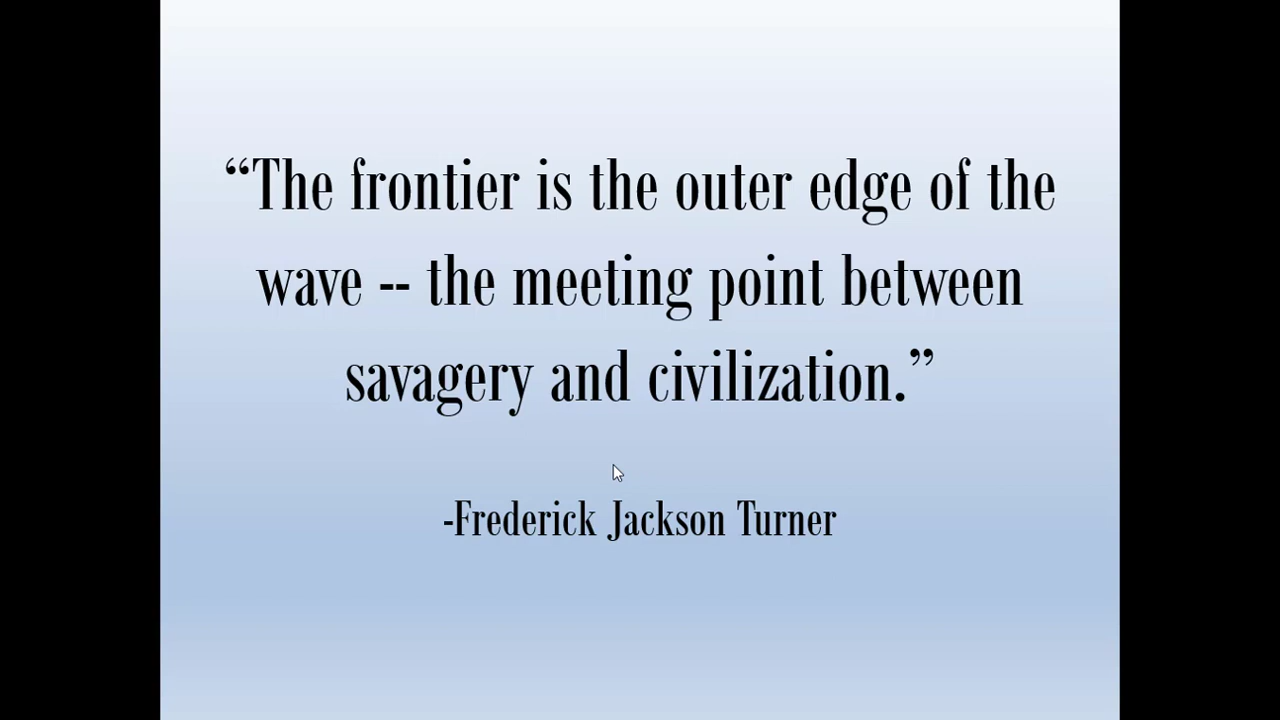 “The frontier is the outer edge of the
wave -- the meeting point between
savagery and civilization.”
-Frederick Jackson Turner